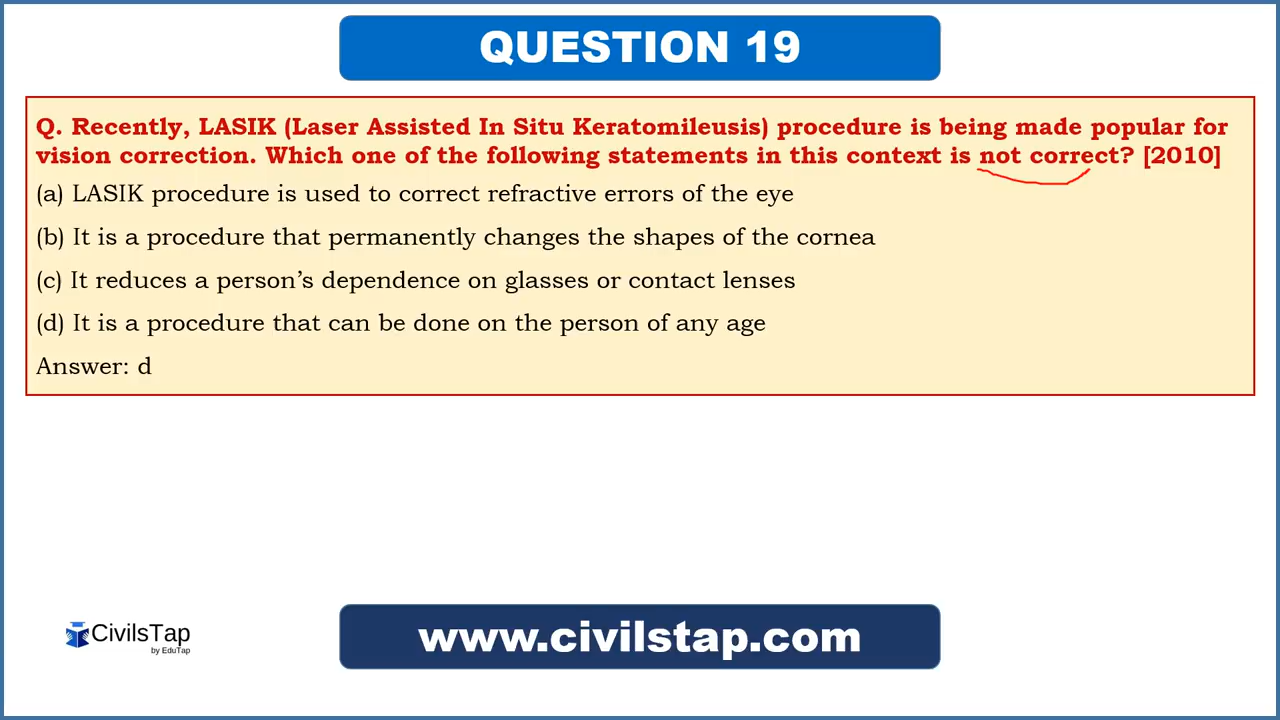 QUESTION 19
Q. Recently, LASIK (Laser Assisted In Situ Keratomileusis) procedure is being made popular for
vision correction. Which one of the following statements in this context is not correct? [2010]
(a) LASIK procedure is used to correct refractive errors of the eye
(b) It is a procedure that permanently changes the shapes of the cornea
(c) It reduces a person’s dependence on glasses or contact lenses
(d) It is a procedure that can be done on the person of any age
Answer: d
CivilsTap
by EduTap
www.civilstap.com